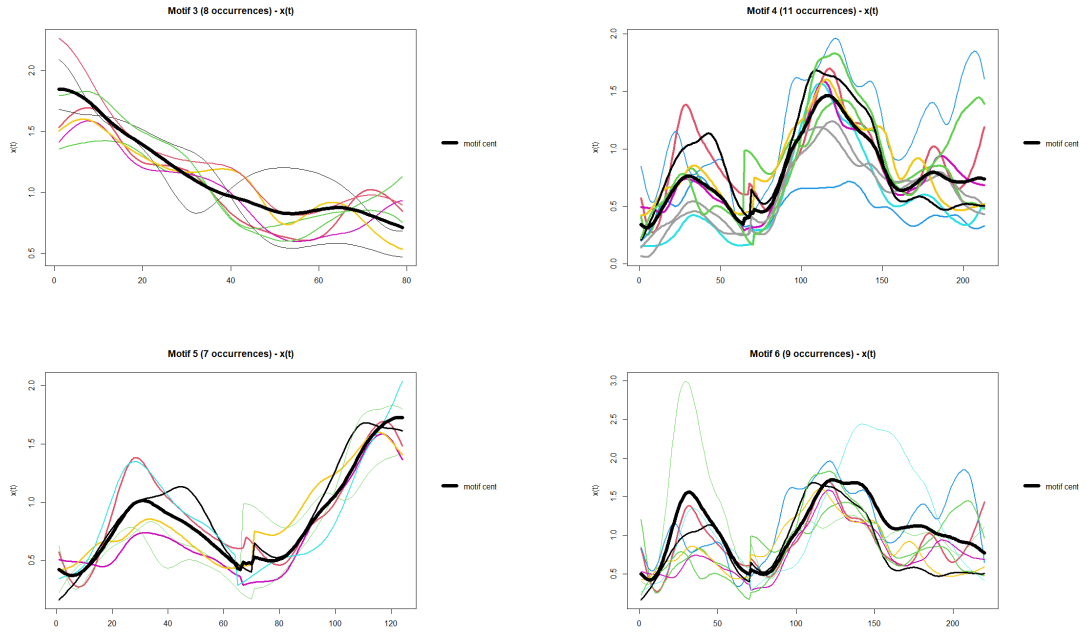 Motif 3 (8 occurrences) - x(t)
Motif 4 (11 occurrences) - x(t)
x(t)
0.5
1.0
1.5
2.0
0 20 40 60 80
motif cent
x(t)
0.0
0.5
1.0
1.5
2.0
0 50 100 150 200
motif cent
Motif 5 (7 occurrences) - x(t)
Motif 6 (9 occurrences) - x(t)
x(t)
0.5
1.0
1.5
2.0
0 20 40 60 80 100 120
motif cent
x(t)
0.5
1.0
1.5
2.0
2.5
3.0
0 50 100 150 200
motif cent